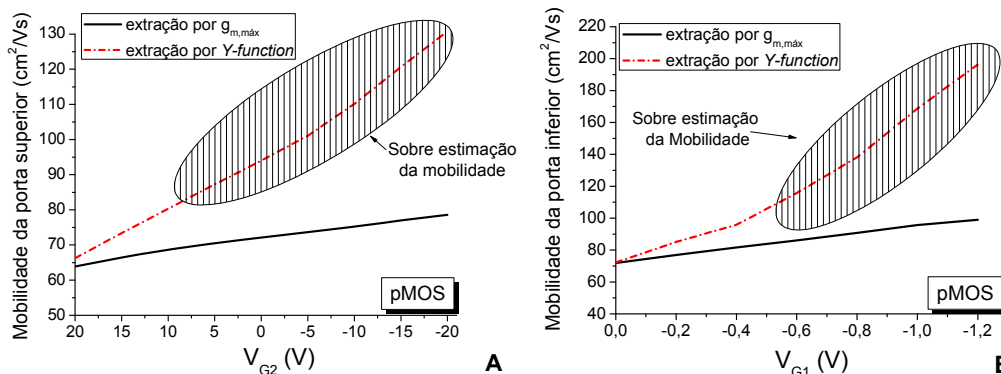 Mobilidade da porta superior (cm²/Vs)
130
120
110
100
90
80
70
60
50
extração por gm,máx
extração por Y-function
Sobre estimação
da mobilidade
pMOS
20 15 10 5 0 -5 -10 -15 -20
VG2 (V)
A
Mobilidade da porta inferior (cm²/Vs)
220
200
180
160
140
120
100
80
60
40
extração por gm,máx
extração por Y-function
Sobre estimação
da Mobilidade
pMOS
0,0 -0,2 -0,4 -0,6 -0,8 -1,0 -1,2
VG1 (V)